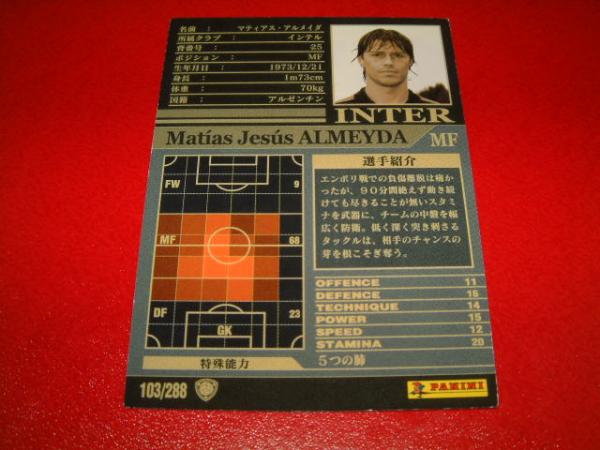 名前 : マティアス・アルメイダ
所属クラブ : インテル
背番号 : 25
ポジション : MF
生年月日 : 1973/12/21
身長 : 1m73cm
体重 : 70kg
国籍 : アルゼンチン
INTER
Matías Jesús ALMEYDA MF
FW 9
MF 68
DF 23
GK
選手紹介
エンポリ戦での負傷離脱は痛か
ったが、90分間絶えず動き続
けても尽きることが無いスタミ
ナを武器に、チームの中盤を幅
広く防衛。低く深く突き刺さる
タックルは、相手のチャンスの
芽を根こそぎ奪う。
OFFENCE 11
DEFENCE 16
TECHNIQUE 14
POWER 15
SPEED 12
STAMINA 20
特殊能力 5つの肺
103/288 PANINI